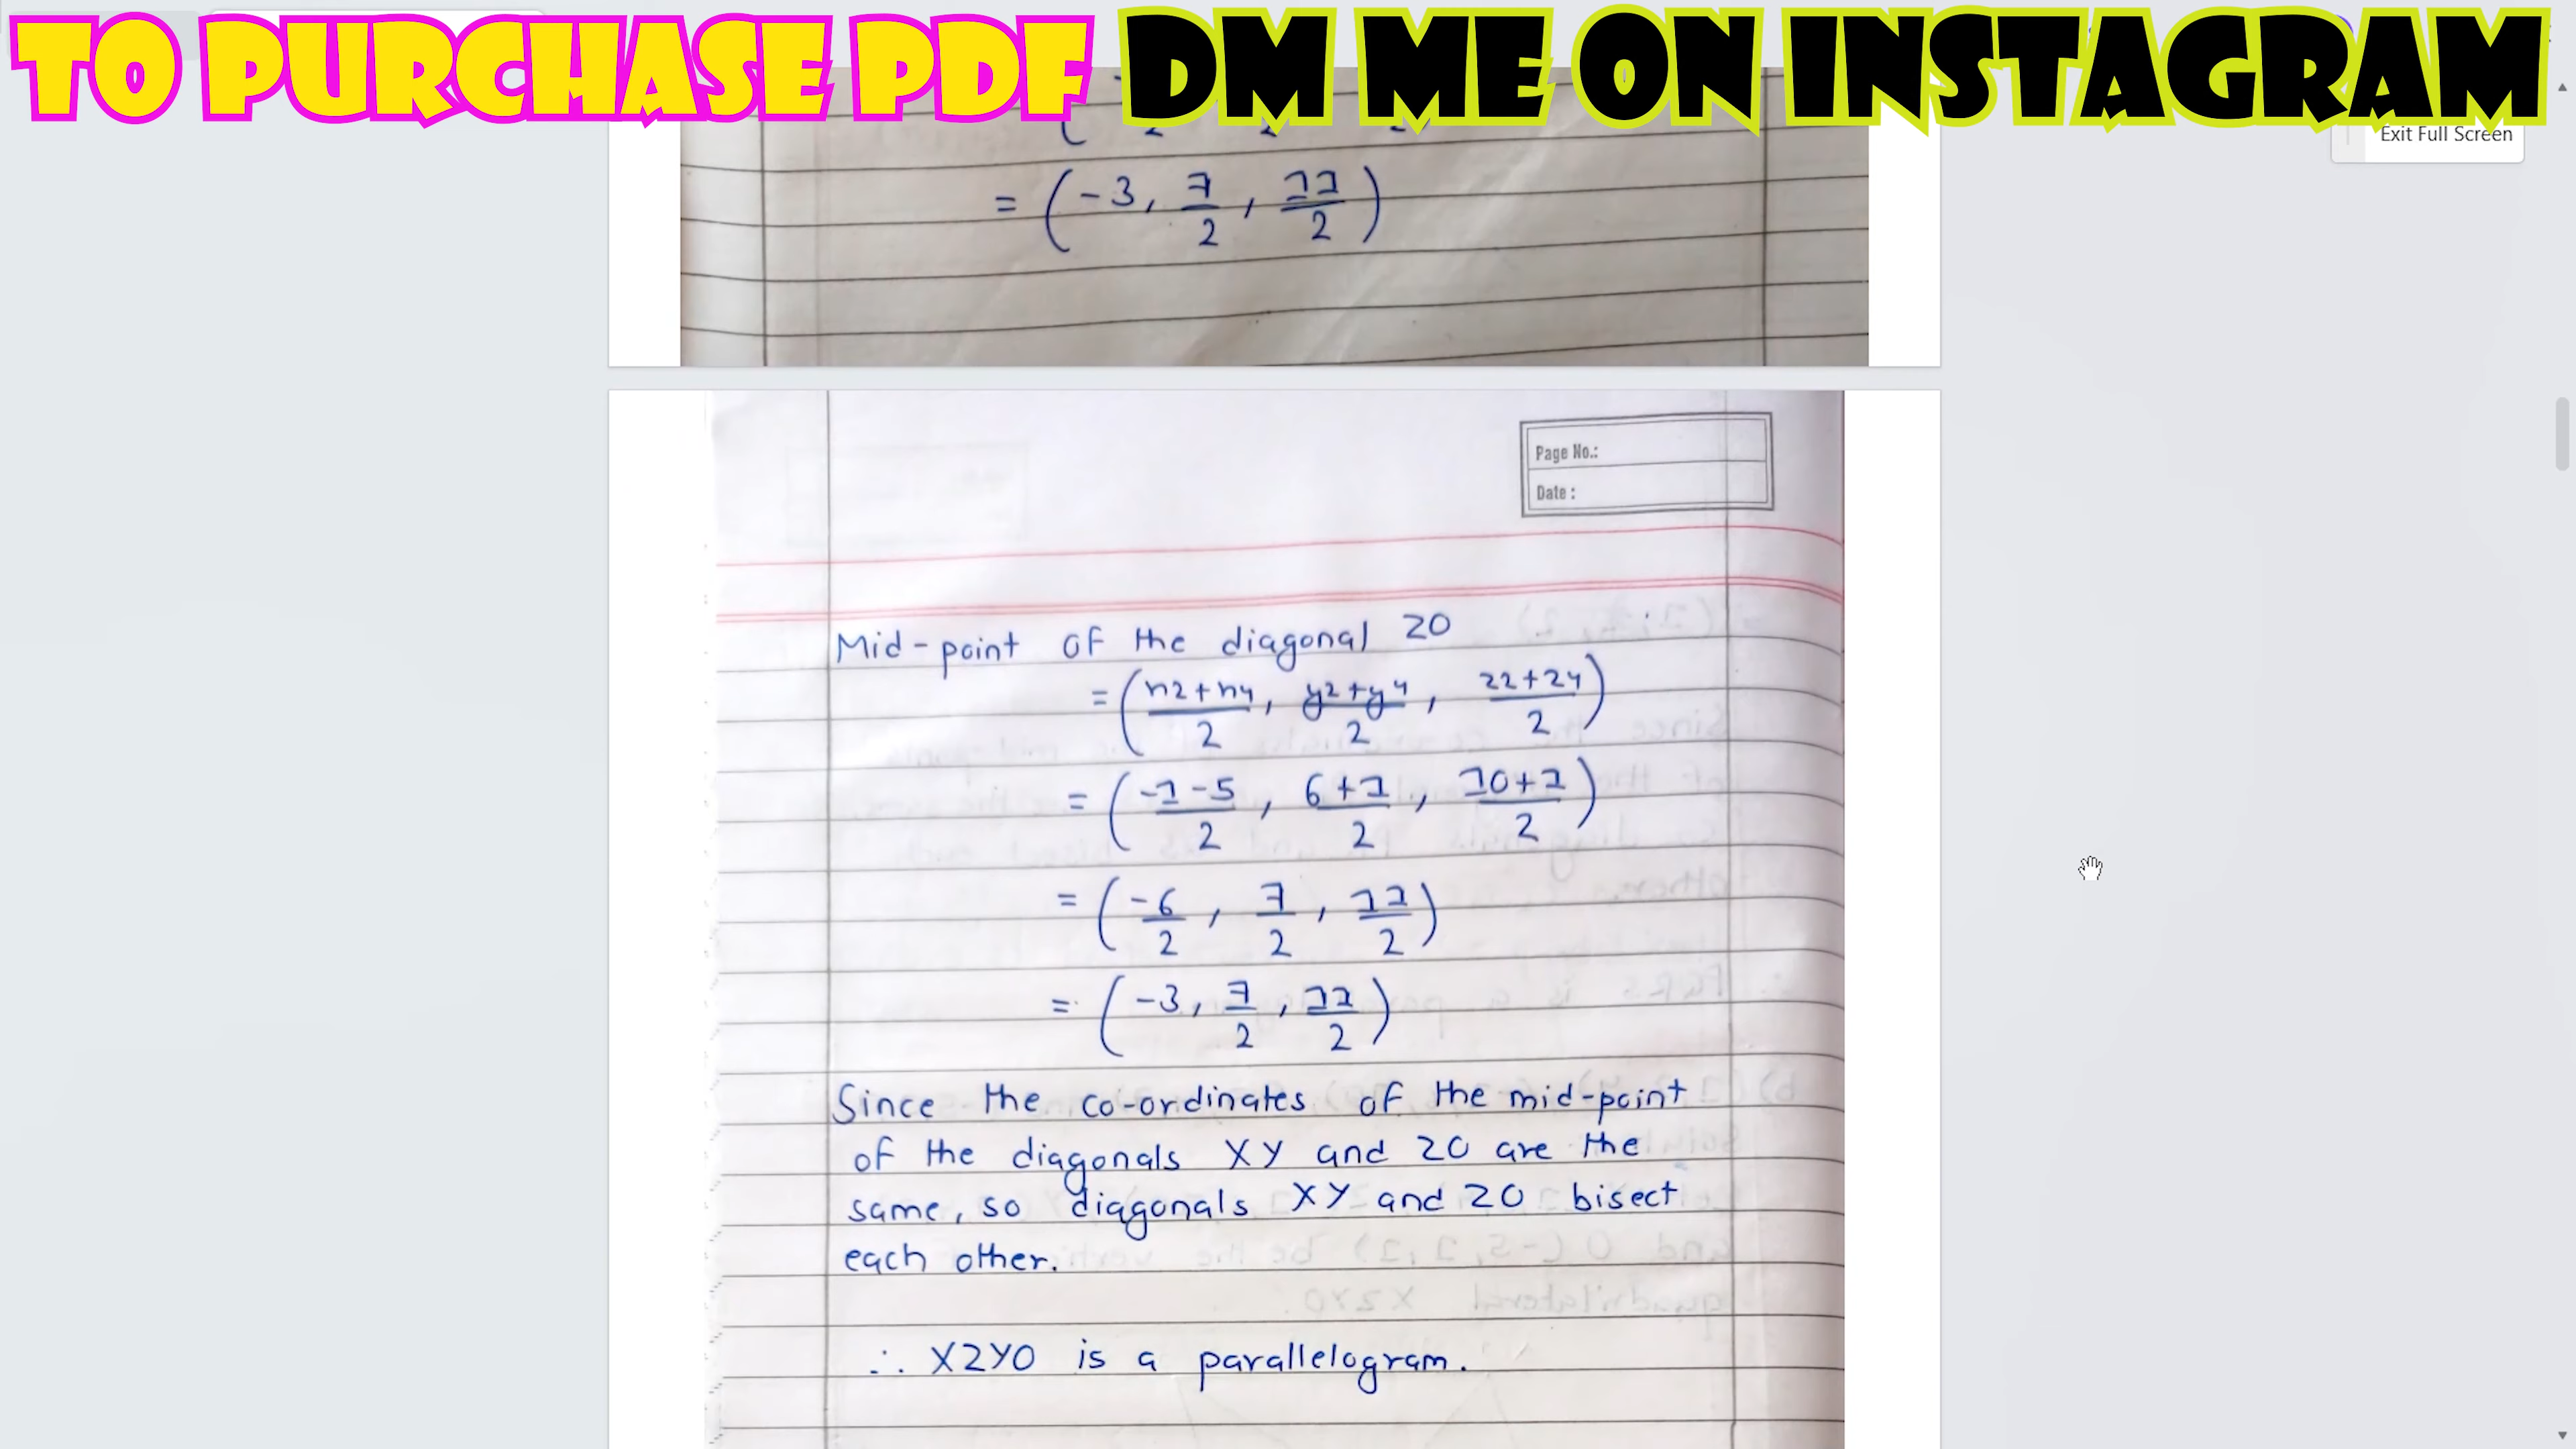 TO PURCHASE PDF DM ME ON INSTAGRAM
Exit Full Screen
= (-3, 7/2, 11/2)
Page No.:
Date :
Mid-point of the diagonal ZO
= (x2+x4/2, y2+y4/2, z2+z4/2)
= (-1-5/2, 6+1/2, 10+1/2)
= (-6/2, 7/2, 11/2)
= (-3, 7/2, 11/2)
Since the co-ordinates of the mid-point
of the diagonals XY and ZO are the
same, so diagonals XY and ZO bisect
each other.
∴ XZYO is a parallelogram.